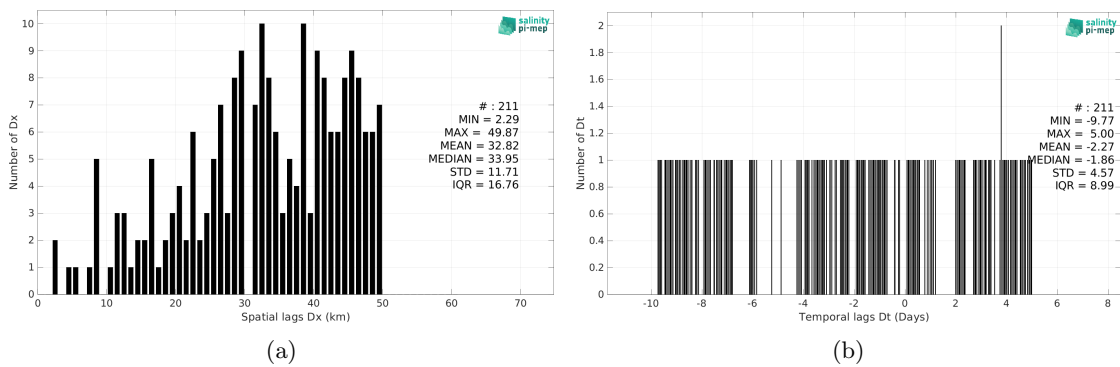 10
9
8
7
6
5
4
3
2
1
0
Number of Dx
0 10 20 30 40 50 60 70
Spatial lags Dx (km)
salinity
pi-mep
# : 211
MIN = 2.29
MAX = 49.87
MEAN = 32.82
MEDIAN = 33.95
STD = 11.71
IQR = 16.76
(a)
2
1.8
1.6
1.4
1.2
1
0.8
0.6
0.4
0.2
0
Number of Dt
-10 -8 -6 -4 -2 0 2 4 6 8
Temporal lags Dt (Days)
salinity
pi-mep
# : 211
MIN = -9.77
MAX = 5.00
MEAN = -2.27
MEDIAN = -1.86
STD = 4.57
IQR = 8.99
(b)